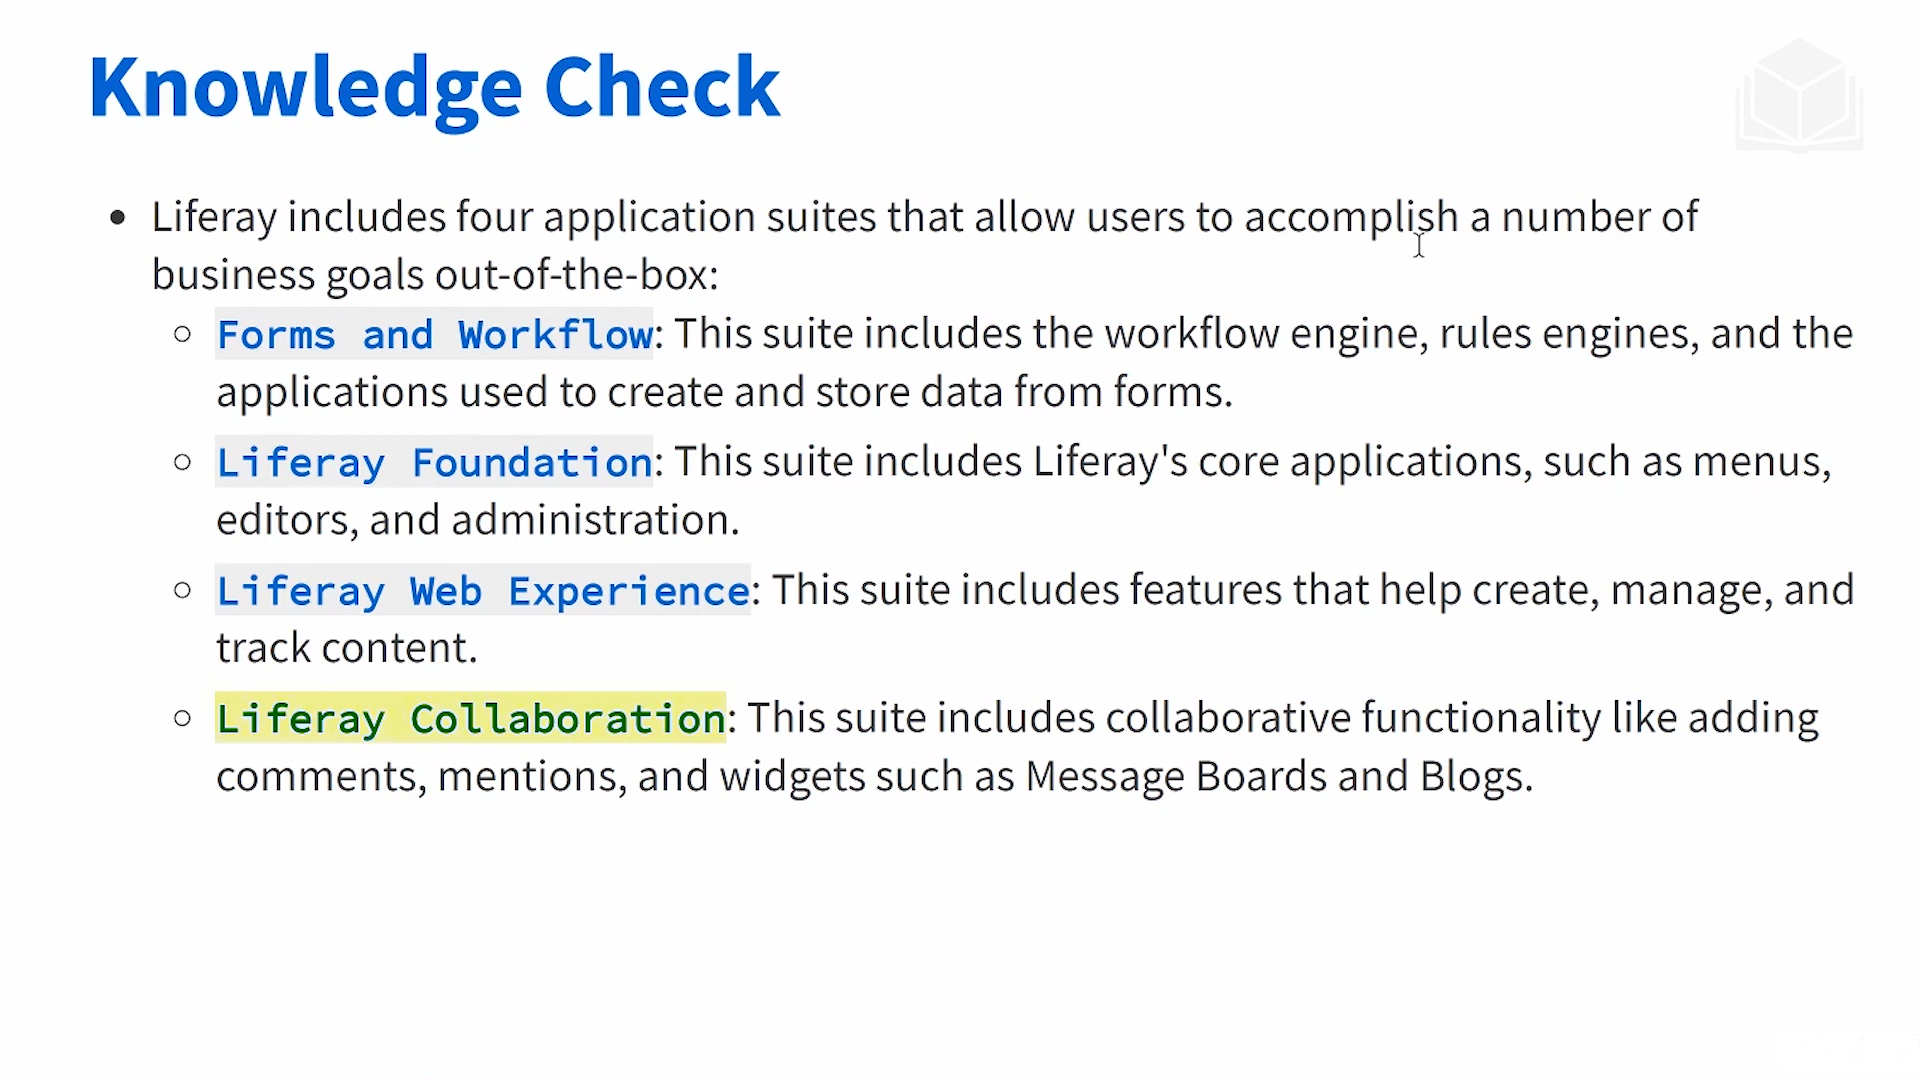 Knowledge Check
Liferay includes four application suites that allow users to accomplish a number of
business goals out-of-the-box:
Forms and Workflow: This suite includes the workflow engine, rules engines, and the
applications used to create and store data from forms.
Liferay Foundation: This suite includes Liferay's core applications, such as menus,
editors, and administration.
Liferay Web Experience: This suite includes features that help create, manage, and
track content.
Liferay Collaboration: This suite includes collaborative functionality like adding
comments, mentions, and widgets such as Message Boards and Blogs.